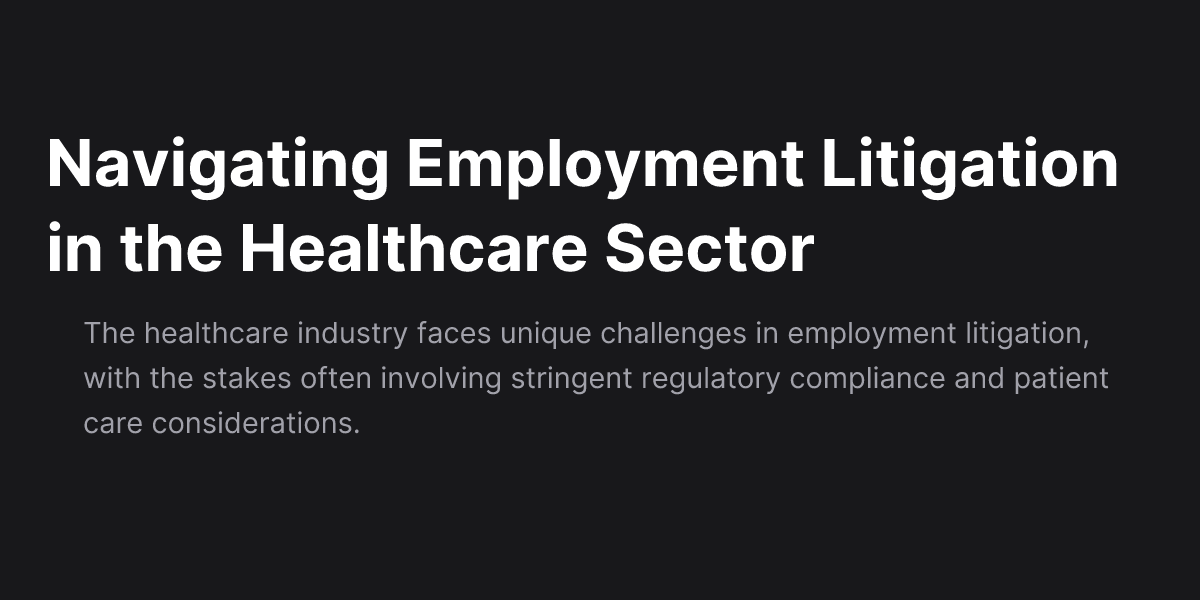 Navigating Employment Litigation
in the Healthcare Sector
The healthcare industry faces unique challenges in employment litigation,
with the stakes often involving stringent regulatory compliance and patient
care considerations.